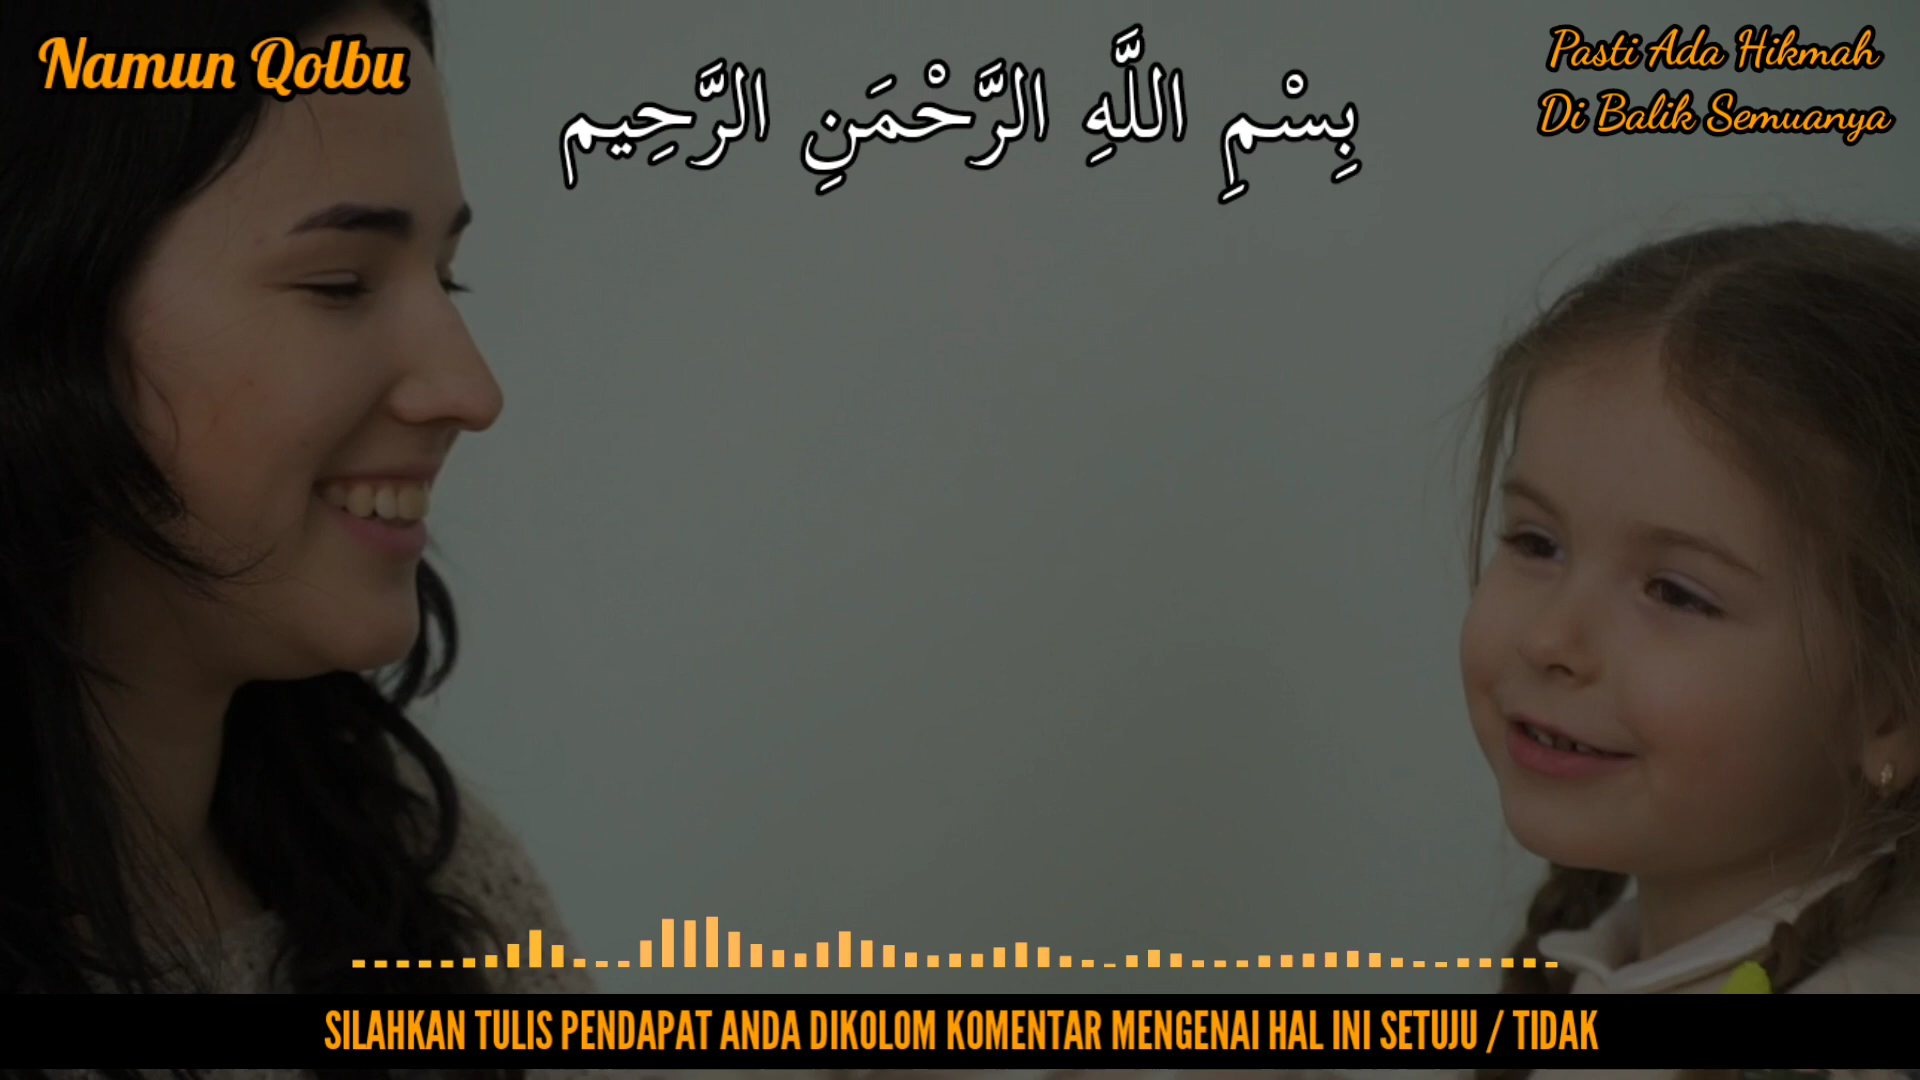 Namun Qolbu
بِسْمِ اللَّهِ الرَّحْمَنِ الرَّحِيم
Pasti Ada Hikmah
Di Balik Semuanya
SILAHKAN TULIS PENDAPAT ANDA DIKOLOM KOMENTAR MENGENAI HAL INI SETUJU / TIDAK